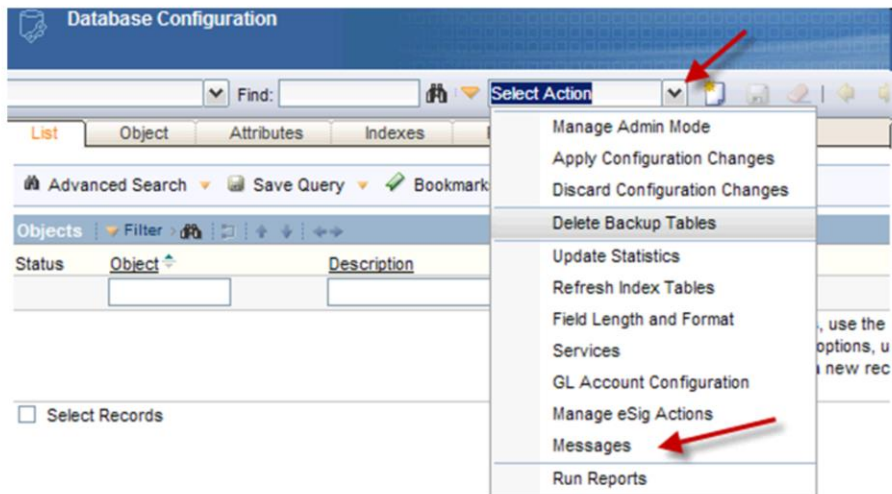 Database Configuration
Find:
Select Action
List
Object
Attributes
Indexes
Manage Admin Mode
Apply Configuration Changes
Discard Configuration Changes
Delete Backup Tables
Update Statistics
Refresh Index Tables
Field Length and Format
Services
GL Account Configuration
Manage eSig Actions
Messages
Run Reports
Advanced Search
Save Query
Bookmark
Objects
Filter
Status
Object
Description
, use the
options, u
new rec
Select Records